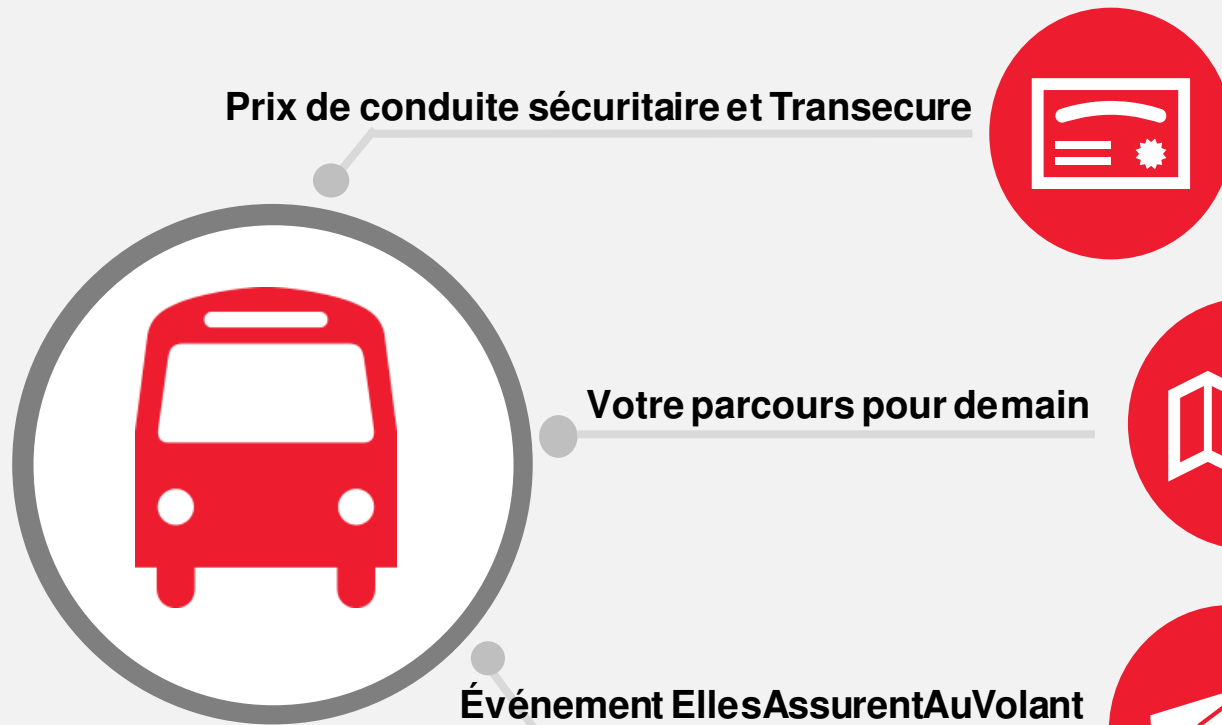 Prix de conduite sécuritaire et Transecure
Votre parcours pour demain
Événement EllesAssurentAuVolant